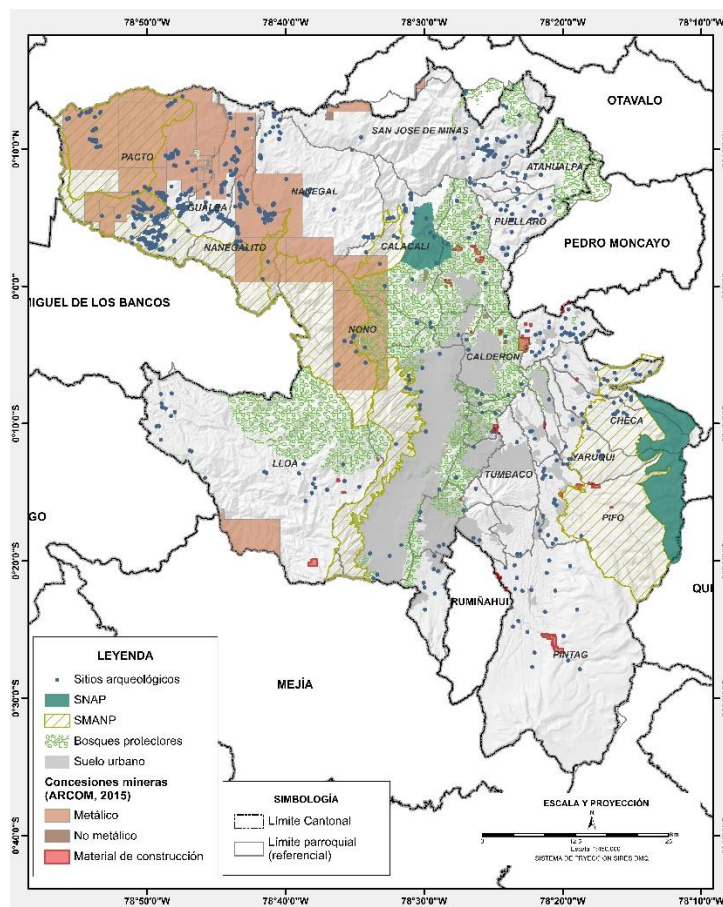 78°50'0"W
78°40'0"W
78°30'0"W
78°20'0"W
78°10'0"W
OTAVALO
SAN JOSE DE MINAS
0°10'0"N
PACTO
ATAHUALPA
NANEGAL
GUALEA
PUELLARO
NANEGALITO
CALACALI
PEDRO MONCAYO
0°0'0"
MIGUEL DE LOS BANCOS
NONO
CALDERON
0°10'0"S
CHECA
LLOA
YARUQUI
TUMBACO
GO
PIFO
0°20'0"S
QUI
RUMIÑAHUI
LEYENDA
Sitios arqueológicos
SNAP
SMANP
Bosques protectores
Suelo urbano
Concesiones mineras
(ARCOM, 2015)
Metálico
No metálico
Material de construcción
PINTAG
MEJÍA
0°30'0"S
SIMBOLOGÍA
Límite Cantonal
Límite parroquial
(referencial)
ESCALA Y PROYECCIÓN
N
0°40'0"S
78°50'0"W
78°40'0"W
78°30'0"W
78°20'0"W
78°10'0"W